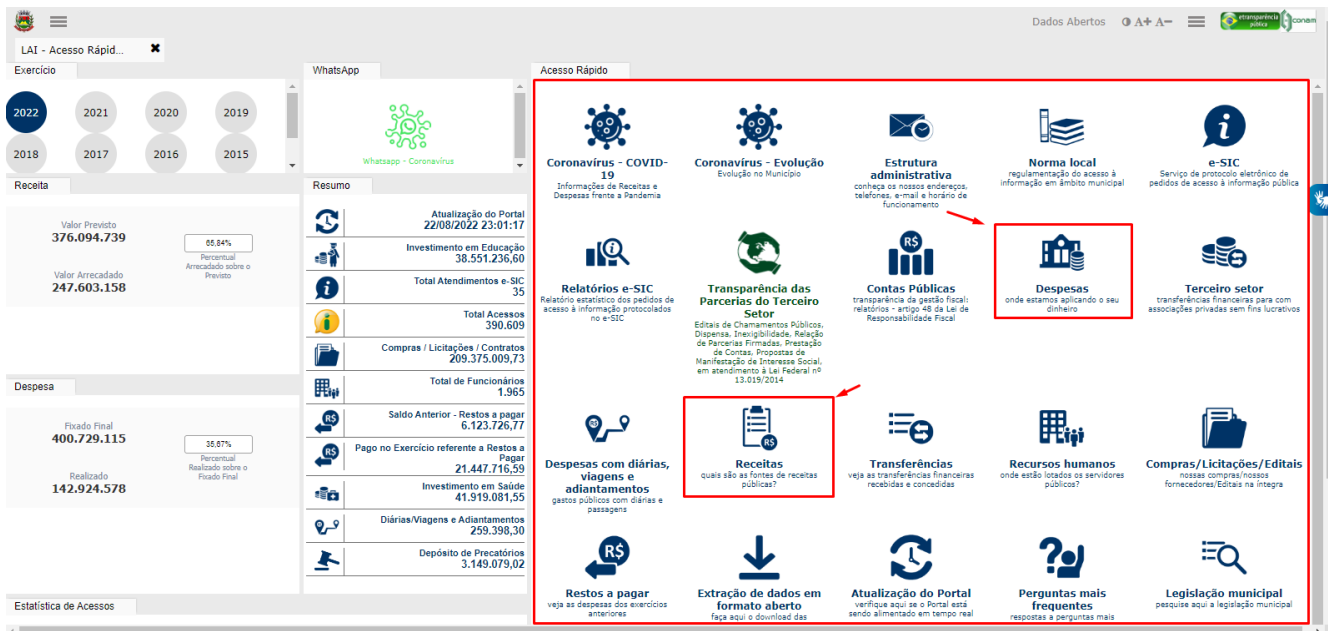 Dados Abertos
A+ A-
etransparência
pública
conam
LAI - Acesso Rápid...
Exercício
2022
2021
2020
2019
2018
2017
2016
2015
WhatsApp
Whatsapp - Coronavírus
Receita
Valor Previsto
376.094.739
Valor Arrecadado
247.603.158
65,84%
Percentual
Arrecadado sobre o
Previsto
Despesa
Fixado Final
400.729.115
Realizado
142.924.578
35,67%
Percentual
Realizado sobre o
Fixado Final
Estatística de Acessos
Resumo
Atualização do Portal
22/08/2022 23:01:17
Investimento em Educação
38.551.236,60
Total Atendimentos e-SIC
35
Total Acessos
390.609
Compras / Licitações / Contratos
209.375.009,73
Total de Funcionários
1.965
Saldo Anterior - Restos a pagar
6.123.726,77
Pago no Exercício referente a Restos a
Pagar
21.447.716,59
Investimento em Saúde
41.919.081,55
Diárias/Viagens e Adiantamentos
259.398,30
Depósito de Precatórios
3.149.079,02
Acesso Rápido
Coronavírus - COVID-
19
Informações de Receitas e
Despesas frente a Pandemia
Coronavírus - Evolução
Evolução no Município
Estrutura
administrativa
conheça os nossos endereços,
telefones, e-mail e horário de
funcionamento
Norma local
regulamentação do acesso à
informação em âmbito municipal
e-SIC
Serviço de protocolo eletrônico de
pedidos de acesso à informação pública
Relatórios e-SIC
Relatório estatístico dos pedidos de
acesso à informação protocolados
no e-SIC
Transparência das
Parcerias do Terceiro
Setor
Editais de Chamamentos Públicos,
Dispensa, Inexigibilidade, Relação
de Parcerias Firmadas, Prestação
de Contas, Propostas de
Manifestação de Interesse Social,
em atendimento à Lei Federal nº
13.019/2014
R$
Contas Públicas
transparência da gestão fiscal:
relatórios - artigo 48 da Lei de
Responsabilidade Fiscal
Despesas
onde estamos aplicando o seu
dinheiro
Terceiro setor
transferências financeiras para com
associações privadas sem fins lucrativos
Despesas com diárias,
viagens e
adiantamentos
gastos públicos com diárias e
passagens
R$
Receitas
quais são as fontes de receitas
públicas?
Transferências
veja as transferências financeiras
recebidas e concedidas
Recursos humanos
onde estão lotados os servidores
públicos?
Compras/Licitações/Editais
nossas compras/nossos
fornecedores/Editais na íntegra
R$
Restos a pagar
veja as despesas dos exercícios
anteriores
Extração de dados em
formato aberto
faça aqui o download das
Atualização do Portal
verifique aqui se o Portal está
sendo alimentado em tempo real
Perguntas mais
frequentes
respostas a perguntas mais
Legislação municipal
pesquise aqui a legislação municipal